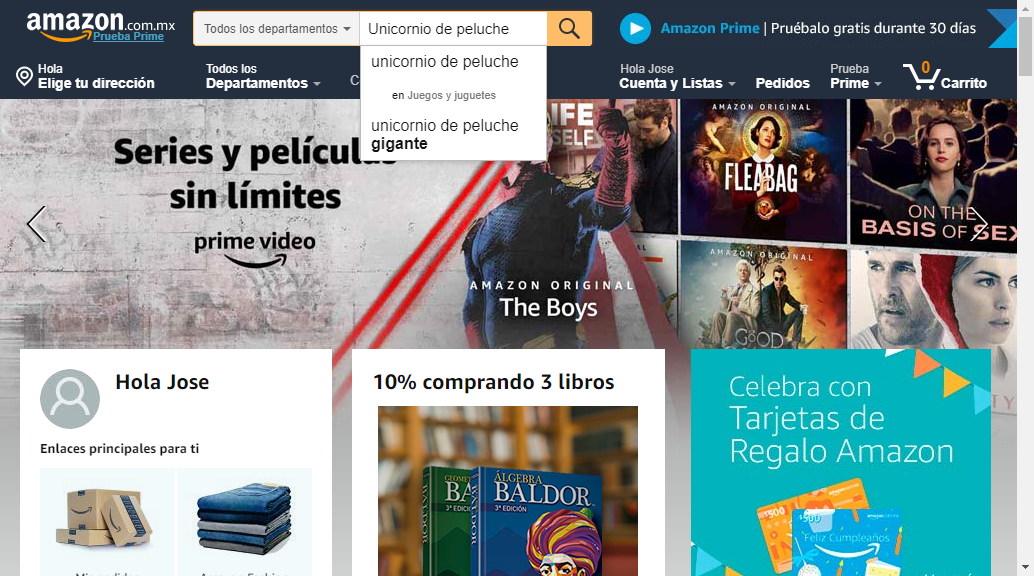 amazon.com.mx
Prueba Prime
Todos los departamentos
Unicornio de peluche
Amazon Prime | Pruébalo gratis durante 30 días
unicornio de peluche
en Juegos y juguetes
unicornio de peluche
gigante
Hola
Elige tu dirección
Todos los
Departamentos
C
Hola Jose
Cuenta y Listas
Pedidos
Prueba
Prime
0
Carrito
Series y películas
sin límites
prime video
AMAZON ORIGINAL
The Boys
AMAZON ORIGINAL
FLEABAG
ON THE
BASIS OF SEX
AMAZON ORIGINAL
GOOD
Hola Jose
Enlaces principales para ti
10% comprando 3 libros
ÁLGEBRA
BALDOR
3ª EDICIÓN
BA
3ª EDICIÓN
Celebra con
Tarjetas de
Regalo Amazon
$500
$500
Feliz Cumpleaños